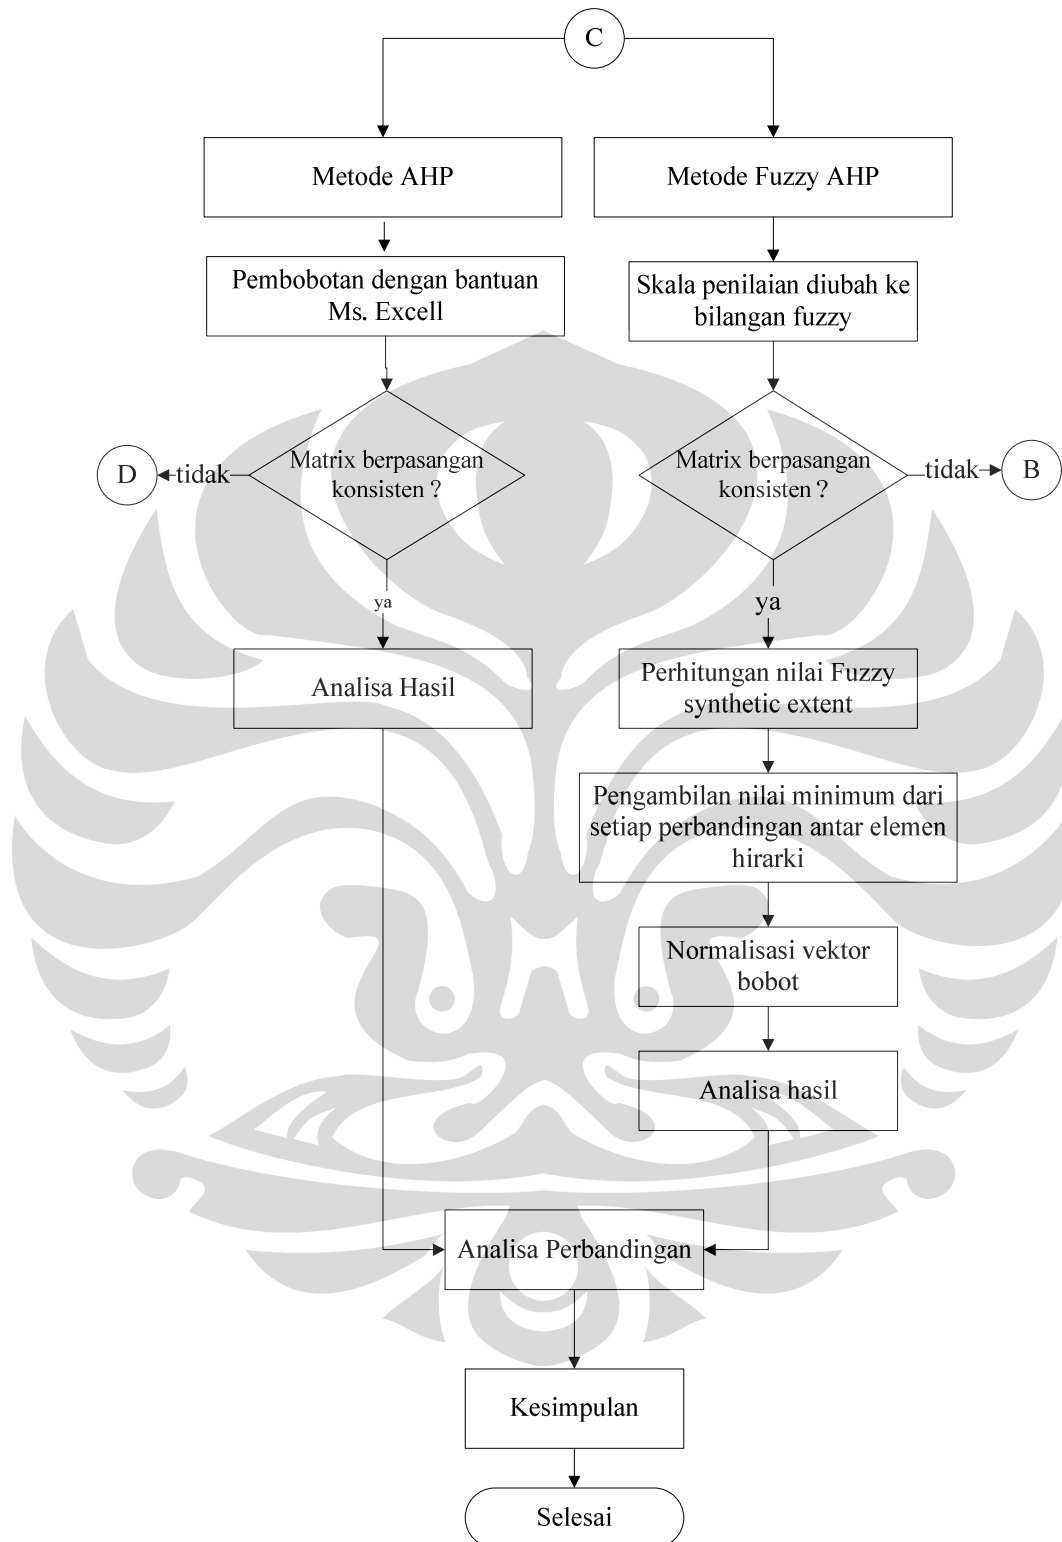 C
Metode AHP
Metode Fuzzy AHP
Pembobotan dengan bantuan
Ms. Excell
Skala penilaian diubah ke
bilangan fuzzy
D
tidak
Matrix berpasangan
konsisten ?
Matrix berpasangan
konsisten ?
tidak
B
ya
ya
Analisa Hasil
Perhitungan nilai Fuzzy
synthetic extent
Pengambilan nilai minimum dari
setiap perbandingan antar elemen
hirarki
Normalisasi vektor
bobot
Analisa hasil
Analisa Perbandingan
Kesimpulan
Selesai